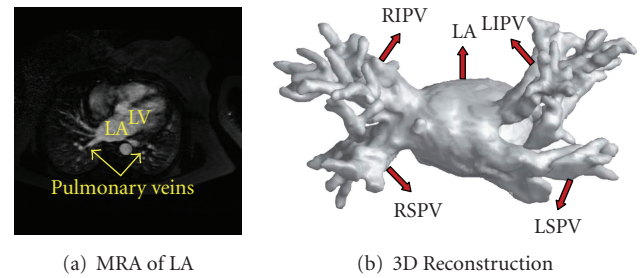 LA
LV
Pulmonary veins
RIPV
LA
LIPV
RSPV
LSPV
(a) MRA of LA
(b) 3D Reconstruction